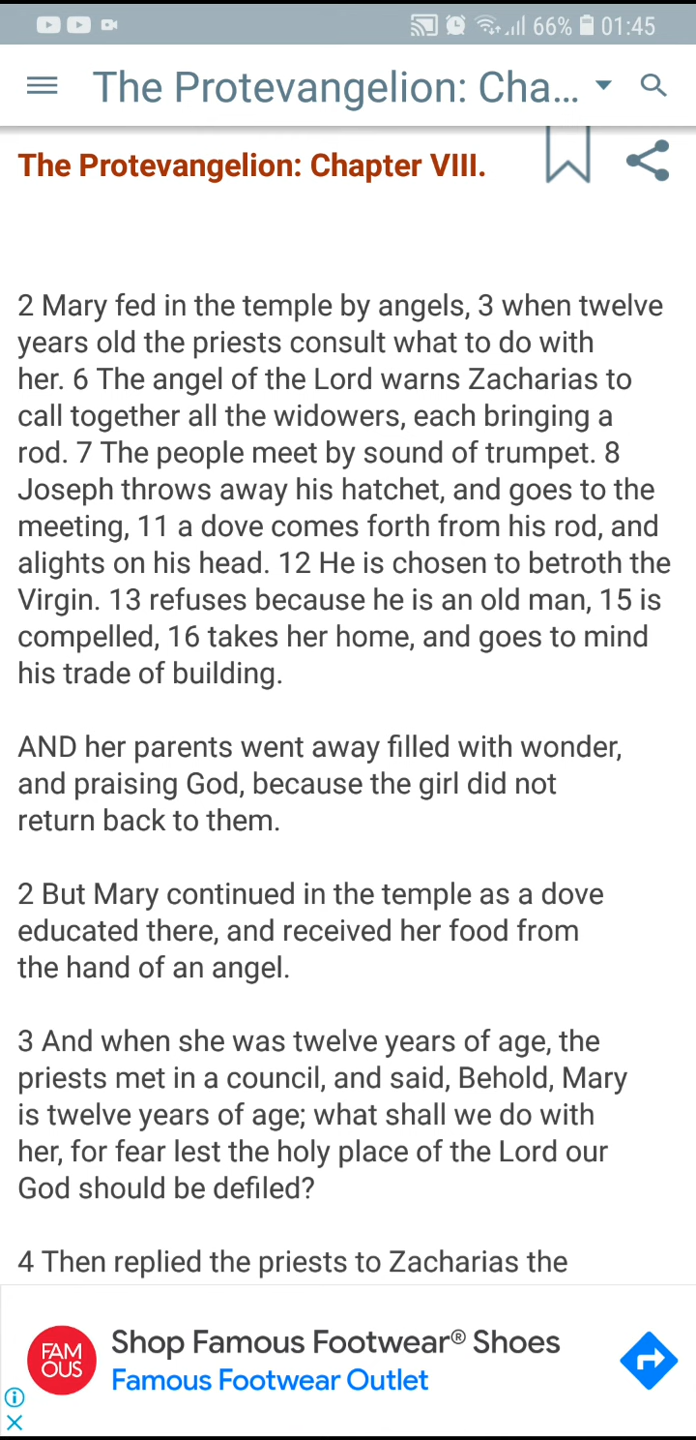 66% 01:45
The Protevangelion: Cha...
The Protevangelion: Chapter VIII.
2 Mary fed in the temple by angels, 3 when twelve
years old the priests consult what to do with
her. 6 The angel of the Lord warns Zacharias to
call together all the widowers, each bringing a
rod. 7 The people meet by sound of trumpet. 8
Joseph throws away his hatchet, and goes to the
meeting, 11 a dove comes forth from his rod, and
alights on his head. 12 He is chosen to betroth the
Virgin. 13 refuses because he is an old man, 15 is
compelled, 16 takes her home, and goes to mind
his trade of building.
AND her parents went away filled with wonder,
and praising God, because the girl did not
return back to them.
2 But Mary continued in the temple as a dove
educated there, and received her food from
the hand of an angel.
3 And when she was twelve years of age, the
priests met in a council, and said, Behold, Mary
is twelve years of age; what shall we do with
her, for fear lest the holy place of the Lord our
God should be defiled?
4 Then replied the priests to Zacharias the
FAM
OUS
Shop Famous Footwear® Shoes
Famous Footwear Outlet